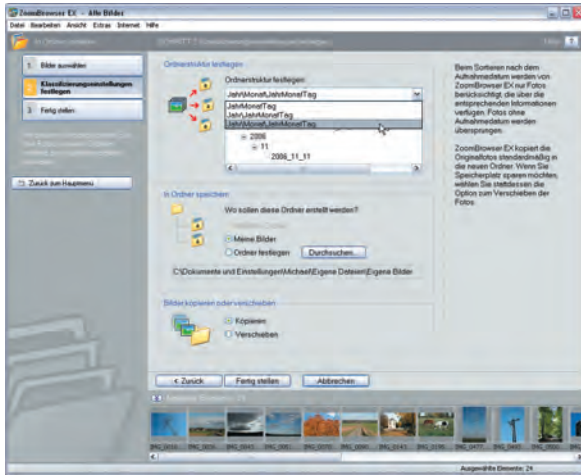 ZoomBrowser EX - Alle Bilder
Datei Bearbeiten Ansicht Extras Internet Hilfe
1 Bilder auswählen
2 Klassifizierungseinstellungen
festlegen
3 Fertig stellen
Zurück zum Hauptmenü
Ordnerstruktur festlegen
Ordnerstruktur festlegen:
Jahr\Monat\JahrMonatTag
JahrMonatTag
Jahr\JahrMonatTag
Jahr\Monat\JahrMonatTag
2006
11
2006_11_11
In Ordner speichern
Wo sollen diese Ordner erstellt werden?
Meine Bilder
Ordner festlegen Durchsuchen...
C:\Dokumente und Einstellungen\Michael\Eigene Dateien\Eigene Bilder
Bilder kopieren oder verschieben
Kopieren
Verschieben
< Zurück Fertig stellen Abbrechen
Beim Sortieren nach dem
Aufnahmedatum werden von
ZoomBrowser EX nur Fotos
berücksichtigt, die über die
entsprechenden Informationen
verfügen. Fotos ohne
Aufnahmedatum werden
übersprungen.
ZoomBrowser EX kopiert die
Originalfotos standardmäßig in
die neuen Ordner. Wenn Sie
Speicherplatz sparen möchten,
wählen Sie stattdessen die
Option zum Verschieben der
Fotos.
Ausgewählte Elemente: 24